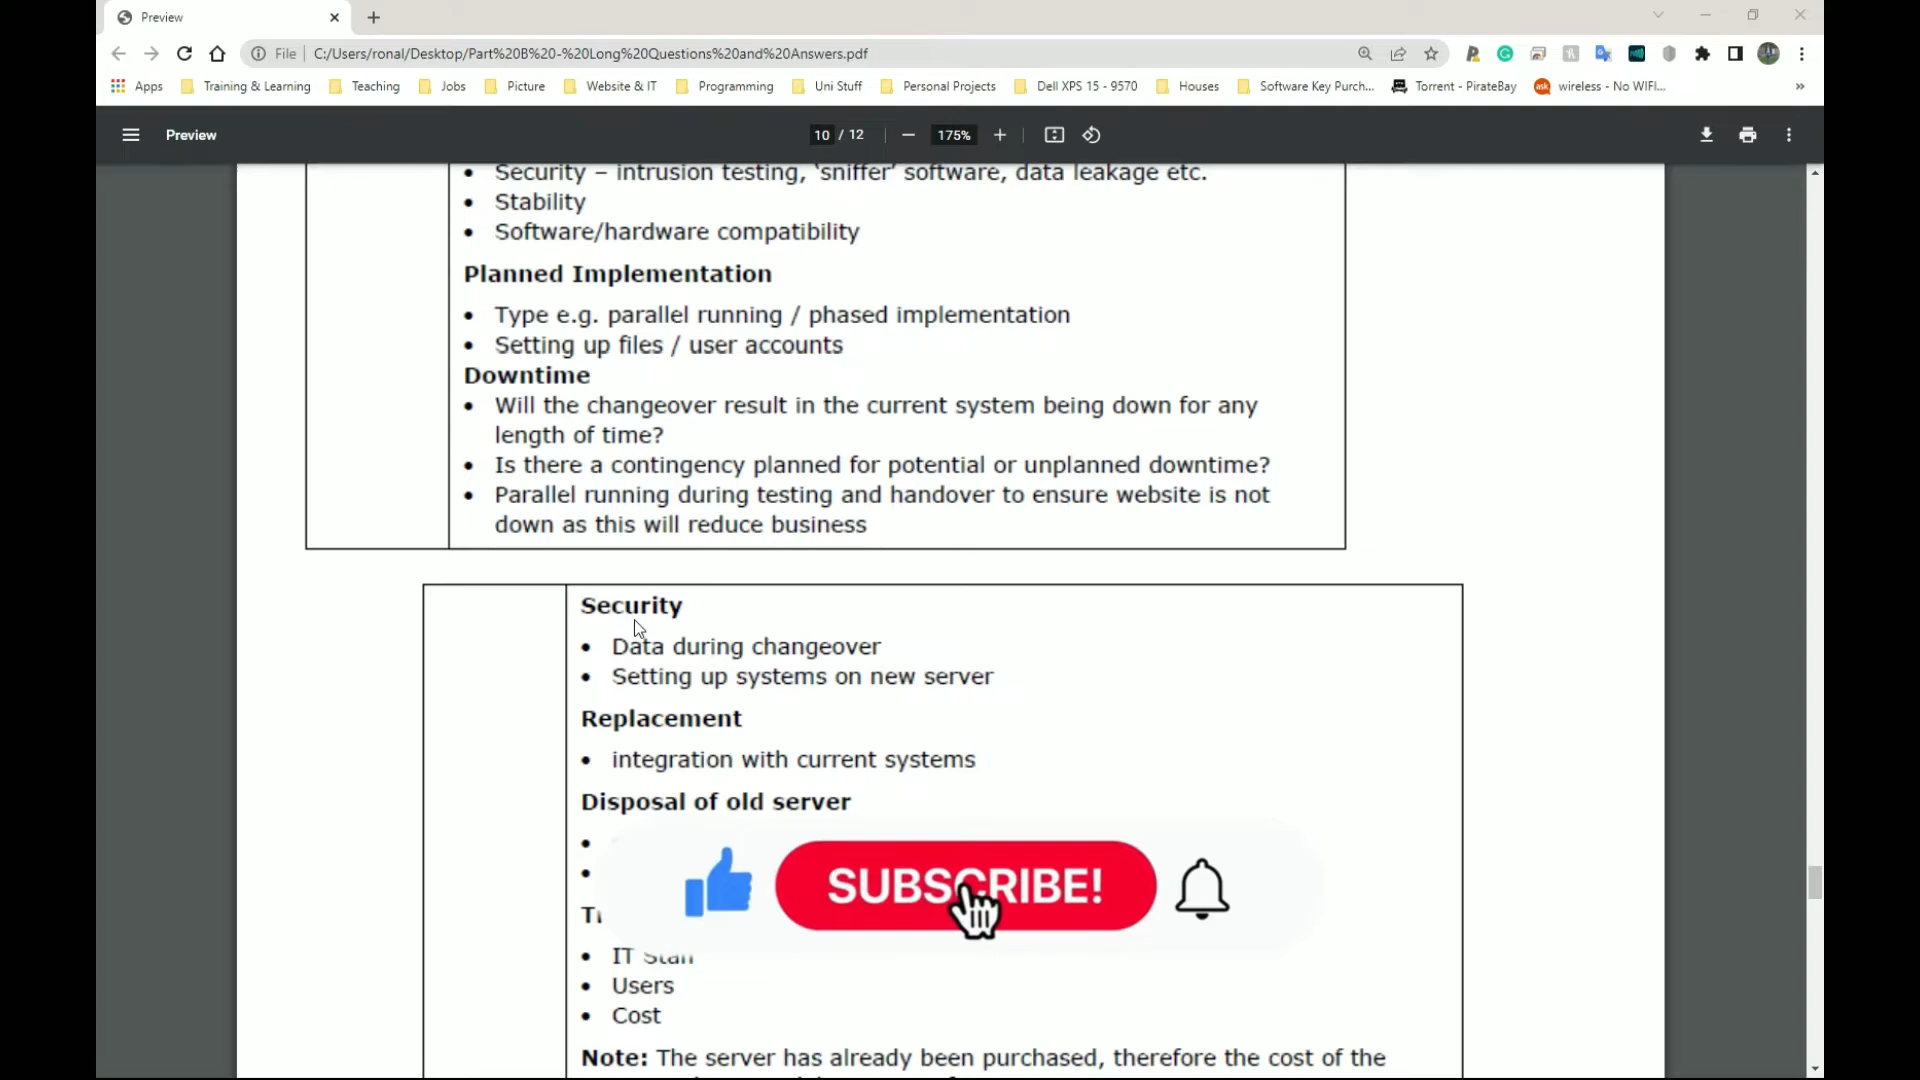 Preview
File
C:/Users/ronal/Desktop/Part%20B%20-%20Long%20Questions%20and%20Answers.pdf
Apps
Training & Learning
Teaching
Jobs
Picture
Website & IT
Programming
Uni Stuff
Personal Projects
Dell XPS 15 - 9570
Houses
Software Key Purch...
Torrent - PirateBay
ask
wireless - No WIFI...
»
Preview
10 / 12
175%
• Security – intrusion testing, ‘sniffer’ software, data leakage etc.
• Stability
• Software/hardware compatibility
Planned Implementation
• Type e.g. parallel running / phased implementation
• Setting up files / user accounts
Downtime
• Will the changeover result in the current system being down for any
length of time?
• Is there a contingency planned for potential or unplanned downtime?
• Parallel running during testing and handover to ensure website is not
down as this will reduce business
Security
• Data during changeover
• Setting up systems on new server
Replacement
• integration with current systems
Disposal of old server
SUBSCRIBE!
• IT Staff
• Users
• Cost
Note: The server has already been purchased, therefore the cost of the